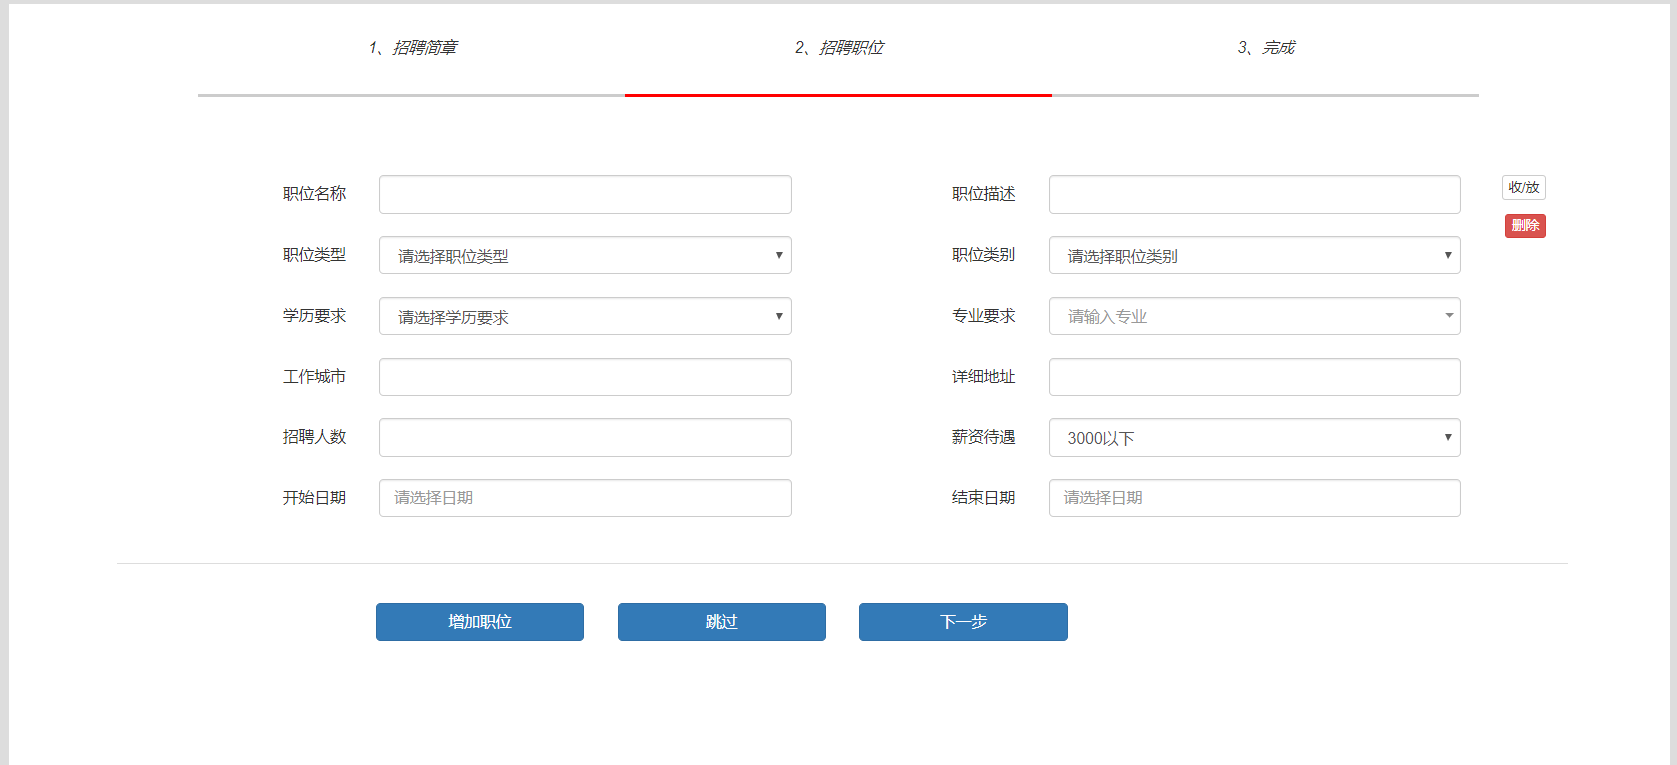 1、招聘简章 2、招聘职位 3、完成
职位名称 职位描述 收/放
删除
职位类型 请选择职位类型 职位类别 请选择职位类别
学历要求 请选择学历要求 专业要求 请输入专业
工作城市 详细地址
招聘人数 薪资待遇 3000以下
开始日期 请选择日期 结束日期 请选择日期
增加职位 跳过 下一步